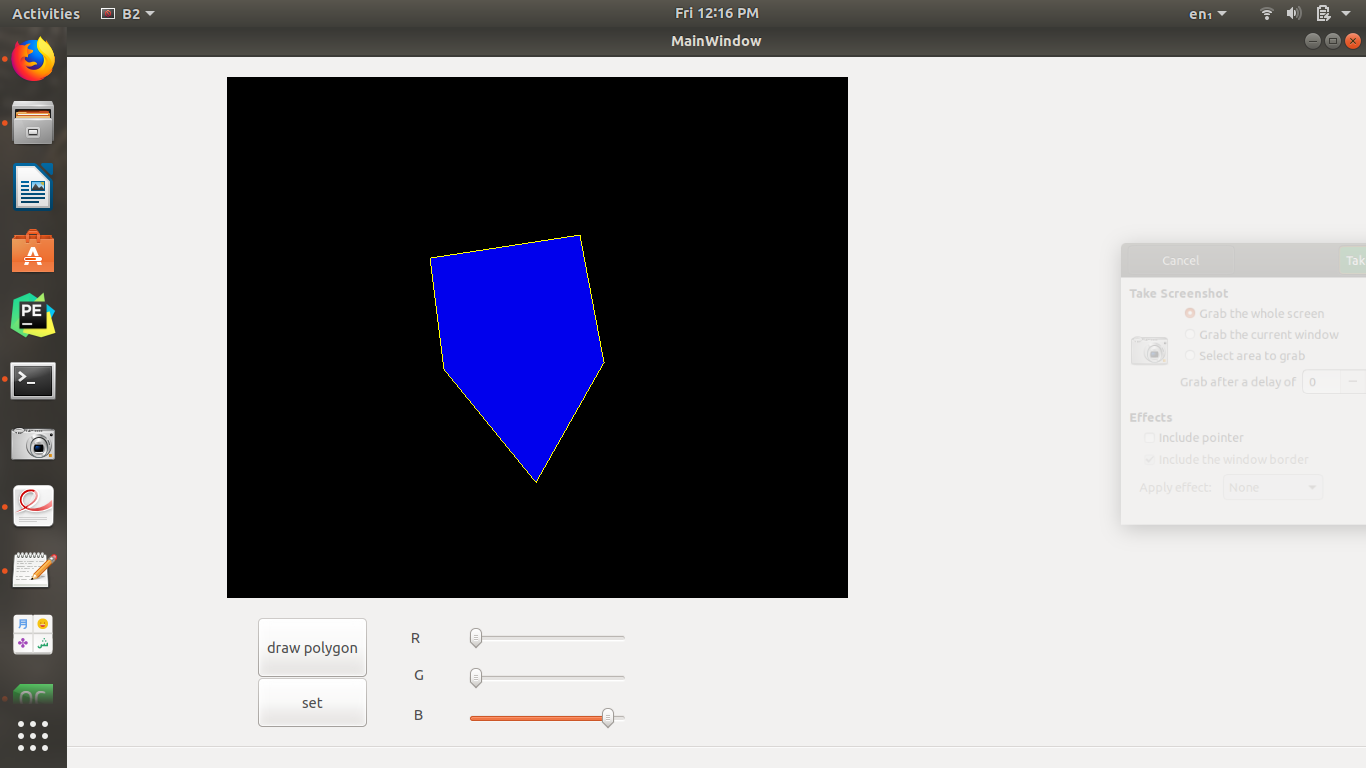 Activities B2 Fri 12:16 PM en₁
MainWindow
Cancel Tak
Take Screenshot
Grab the whole screen
Grab the current window
Select area to grab
Grab after a delay of 0
Effects
Include pointer
Include the window border
Apply effect: None
PE
>_
A
月
ش
draw polygon
set
R
G
B